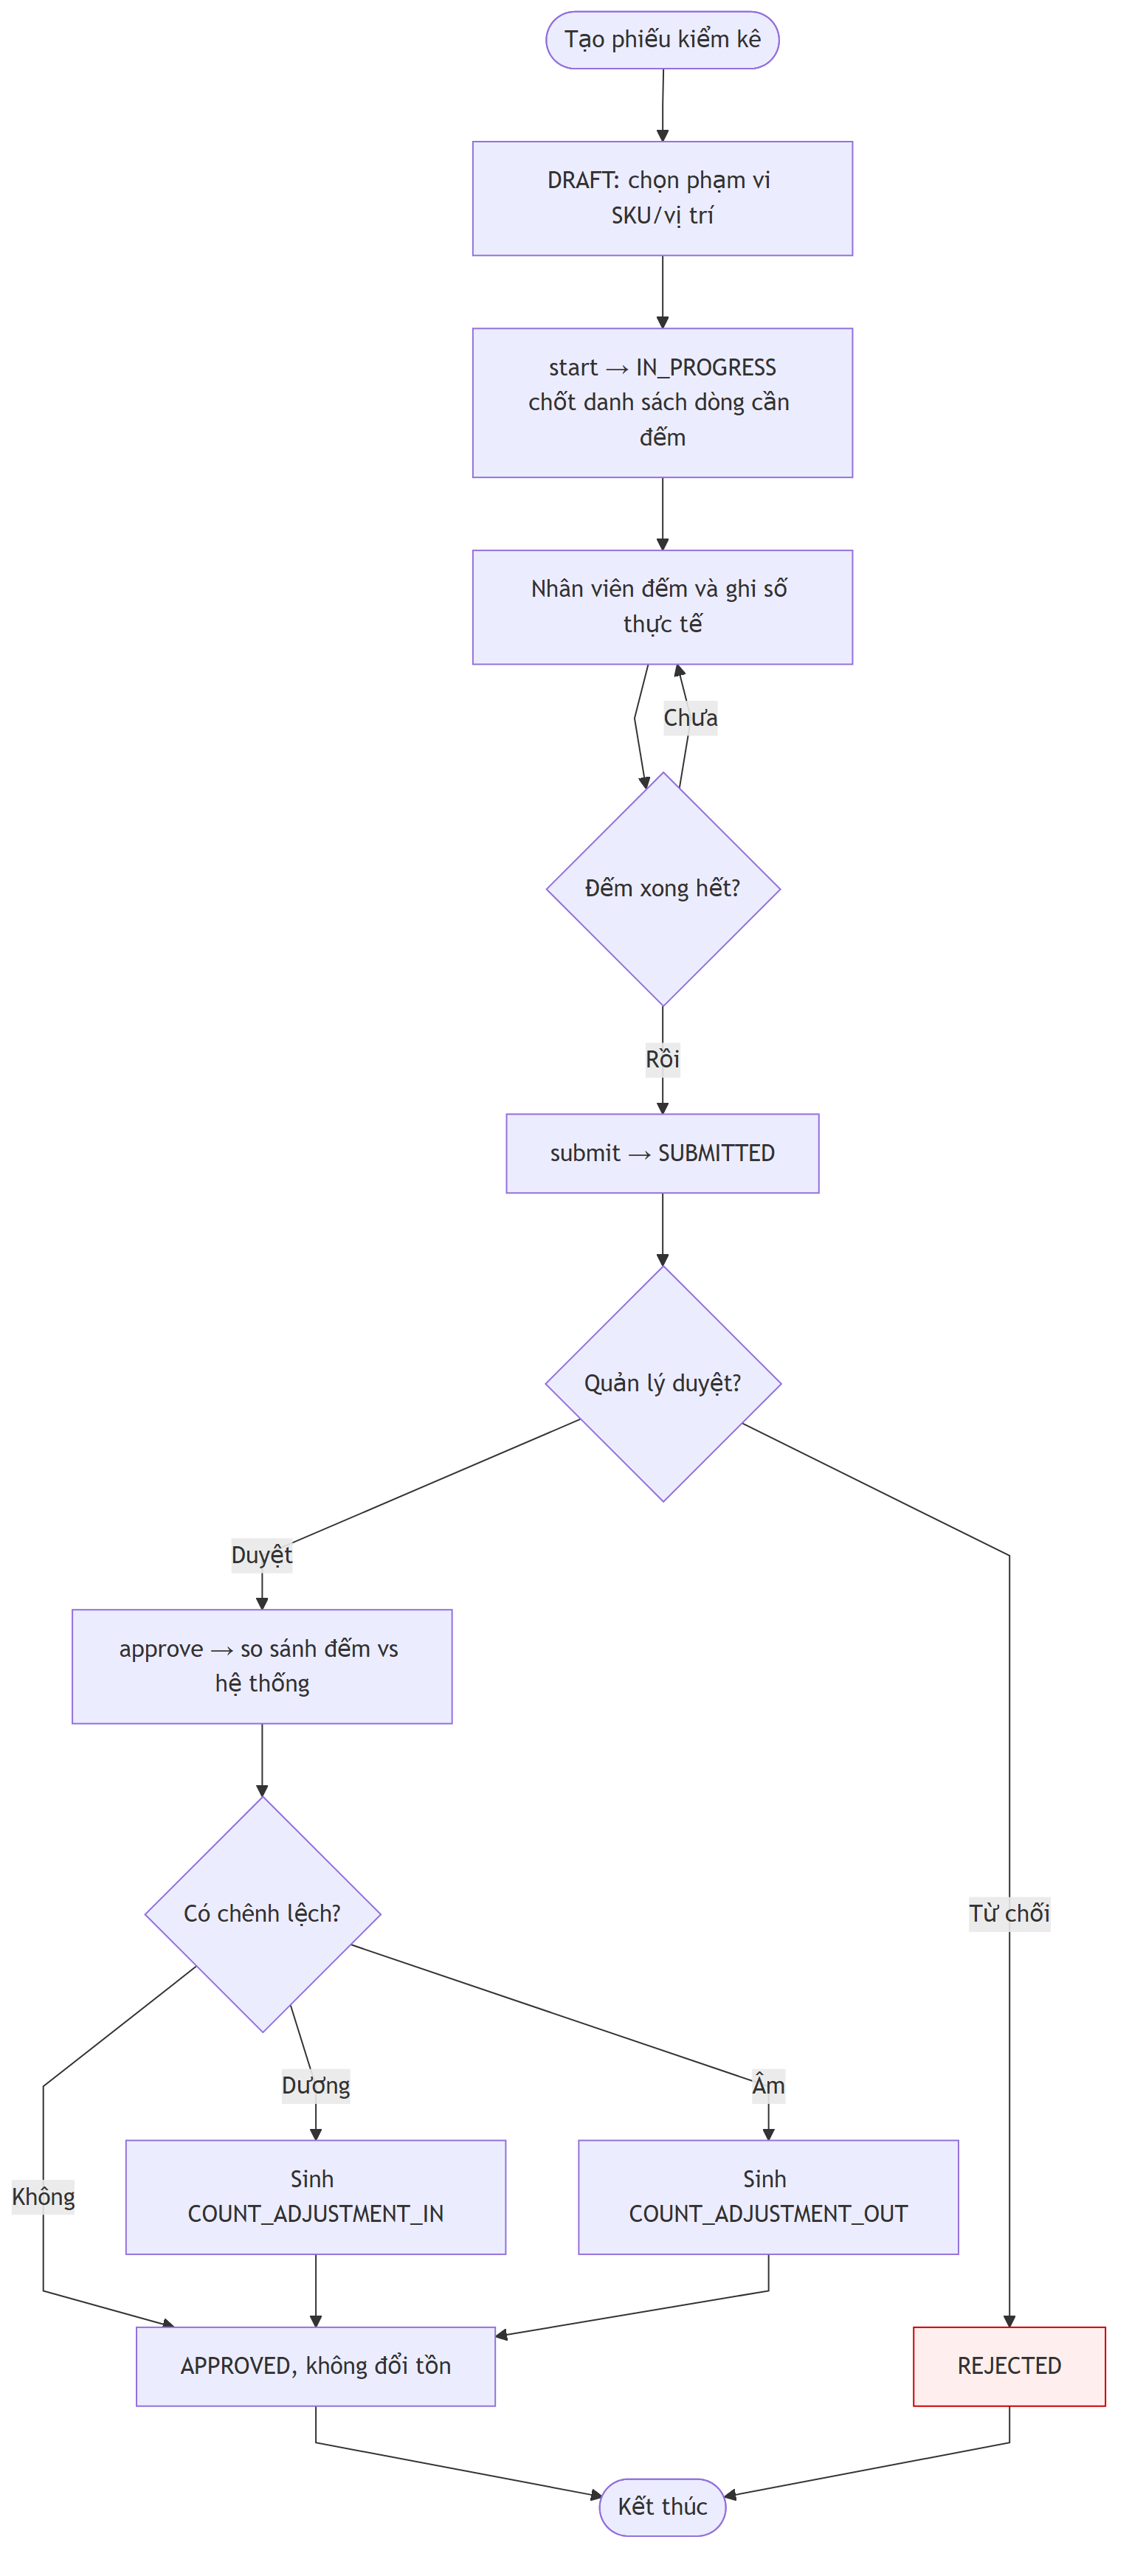 Tạo phiếu kiểm kê
DRAFT: chọn phạm vi
SKU/vị trí
start → IN_PROGRESS
chốt danh sách dòng cần
đếm
Nhân viên đếm và ghi số
thực tế
Chưa
Đếm xong hết?
Rồi
submit → SUBMITTED
Quản lý duyệt?
Duyệt
approve → so sánh đếm vs
hệ thống
Có chênh lệch?
Từ chối
Dương
Âm
Sinh
COUNT_ADJUSTMENT_IN
Sinh
COUNT_ADJUSTMENT_OUT
Không
APPROVED, không đổi tồn
REJECTED
Kết thúc